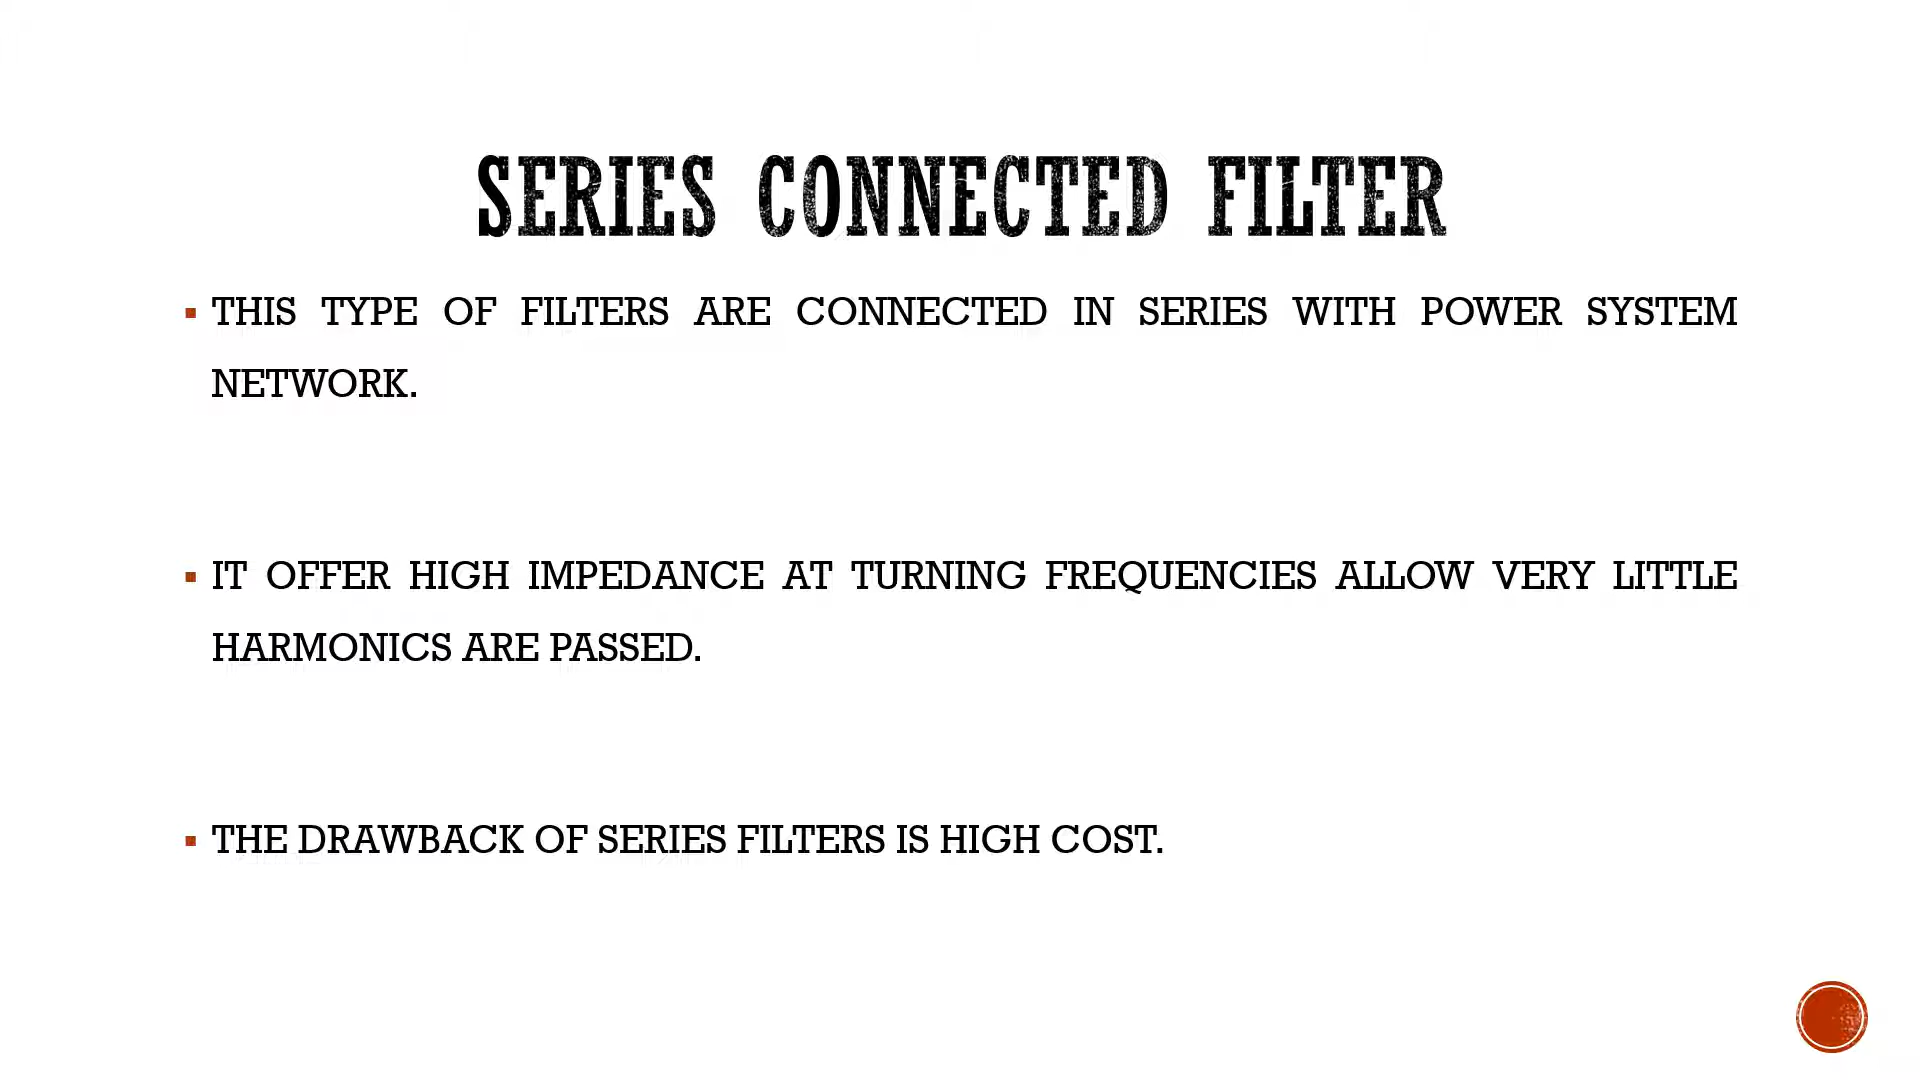 SERIES CONNECTED FILTER
▪ THIS TYPE OF FILTERS ARE CONNECTED IN SERIES WITH POWER SYSTEM
NETWORK.
▪ IT OFFER HIGH IMPEDANCE AT TURNING FREQUENCIES ALLOW VERY LITTLE
HARMONICS ARE PASSED.
▪ THE DRAWBACK OF SERIES FILTERS IS HIGH COST.